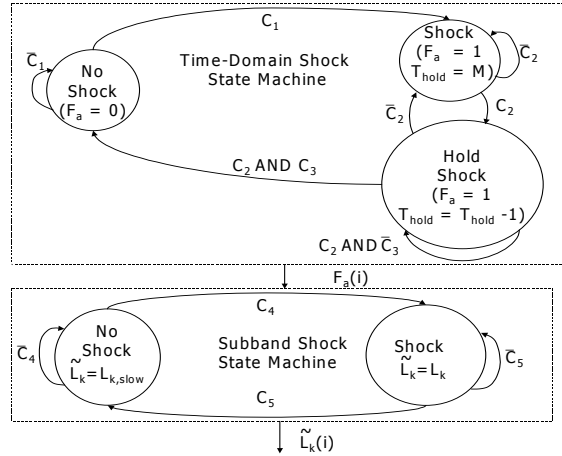 C₁
C̅₁
No
Shock
(Fₐ = 0)
Time-Domain Shock
State Machine
Shock
(Fₐ = 1
T_hold = M)
C̅₂
C̅₂
C₂
C₂ AND C₃
Hold
Shock
(Fₐ = 1
T_hold = T_hold -1)
C₂ AND C̅₃
Fₐ(i)
C₄
C̅₄
No
Shock
L̃ₖ=L_k,slow
Subband Shock
State Machine
Shock
L̃ₖ=Lₖ
C̅₅
C₅
L̃ₖ(i)